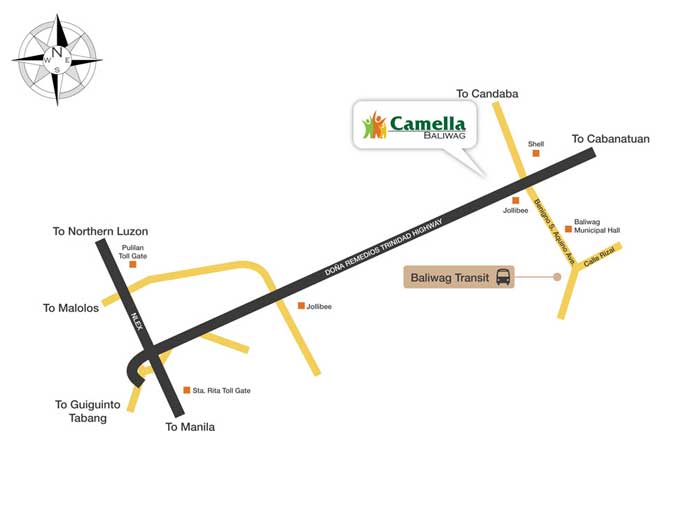 N
W E
S
To Candaba
Camella
BALIWAG
To Cabanatuan
Shell
Jollibee
Benigno S. Aquino Ave.
Baliwag
Municipal Hall
Calle Rizal
Baliwag Transit
DOÑA REMEDIOS TRINIDAD HIGHWAY
To Northern Luzon
Pulilan
Toll Gate
To Malolos
NLEX
Jollibee
Sta. Rita Toll Gate
To Guiguinto
Tabang
To Manila